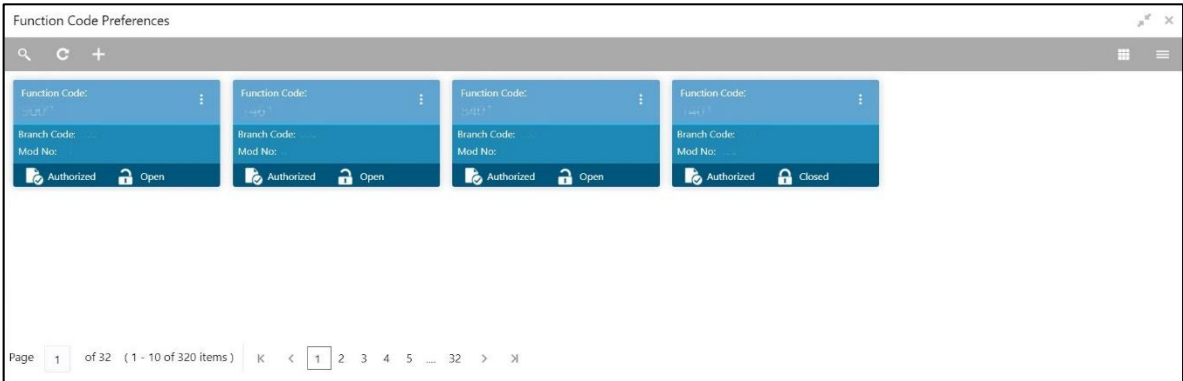 Function Code Preferences
Function Code:
Branch Code:
Mod No:
Authorized Open
Function Code:
Branch Code:
Mod No:
Authorized Open
Function Code:
Branch Code:
Mod No:
Authorized Open
Function Code:
Branch Code:
Mod No:
Authorized Closed
Page 1 of 32 ( 1 - 10 of 320 items ) 1 2 3 4 5 ... 32